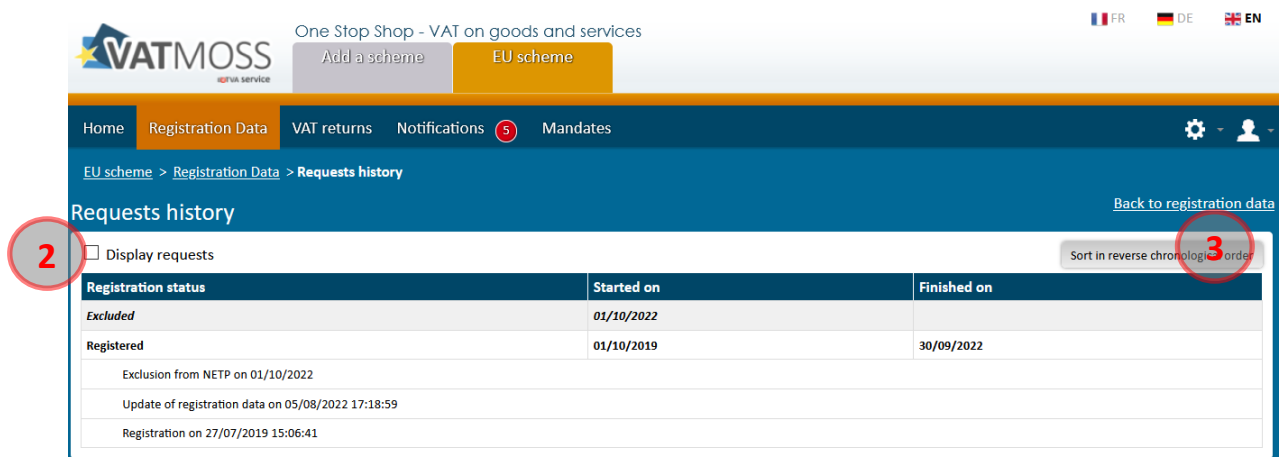 FR DE EN
VATMOSS
One Stop Shop - VAT on goods and services
Add a scheme EU scheme
Home Registration Data VAT returns Notifications 5 Mandates
EU scheme > Registration Data > Requests history
Back to registration data
Requests history
2
Display requests
3
Sort in reverse chronological order
Registration status Started on Finished on
Excluded 01/10/2022
Registered 01/10/2019 30/09/2022
Exclusion from NETP on 01/10/2022
Update of registration data on 05/08/2022 17:18:59
Registration on 27/07/2019 15:06:41